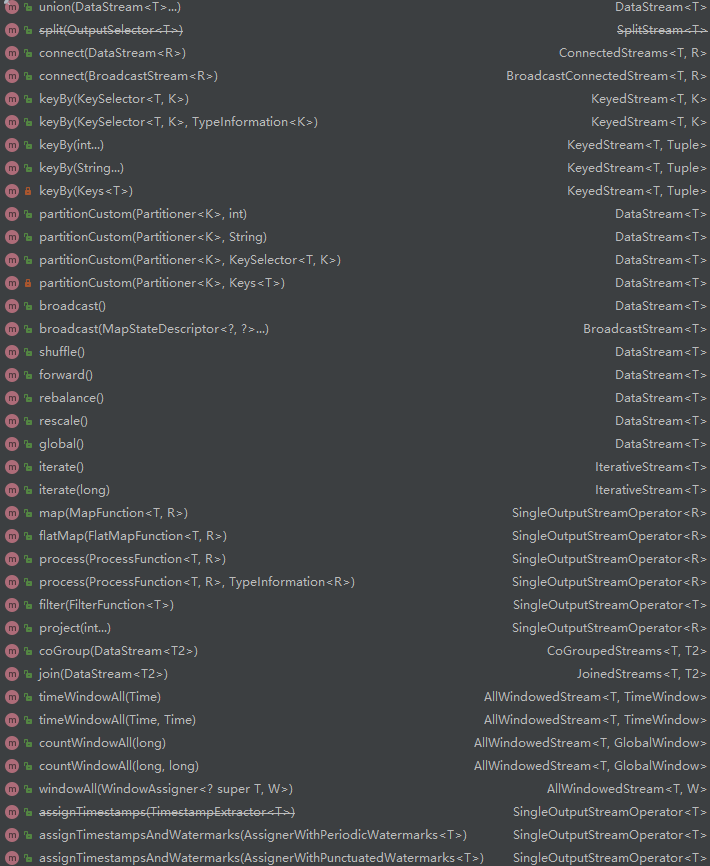 union(DataStream<T>...) DataStream<T>
split(OutputSelector<T>) SplitStream<T>
connect(DataStream<R>) ConnectedStreams<T, R>
connect(BroadcastStream<R>) BroadcastConnectedStream<T, R>
keyBy(KeySelector<T, K>) KeyedStream<T, K>
keyBy(KeySelector<T, K>, TypeInformation<K>) KeyedStream<T, K>
keyBy(int...) KeyedStream<T, Tuple>
keyBy(String...) KeyedStream<T, Tuple>
keyBy(Keys<T>) KeyedStream<T, Tuple>
partitionCustom(Partitioner<K>, int) DataStream<T>
partitionCustom(Partitioner<K>, String) DataStream<T>
partitionCustom(Partitioner<K>, KeySelector<T, K>) DataStream<T>
partitionCustom(Partitioner<K>, Keys<T>) DataStream<T>
broadcast() DataStream<T>
broadcast(MapStateDescriptor<?, ?>...) BroadcastStream<T>
shuffle() DataStream<T>
forward() DataStream<T>
rebalance() DataStream<T>
rescale() DataStream<T>
global() DataStream<T>
iterate() IterativeStream<T>
iterate(long) IterativeStream<T>
map(MapFunction<T, R>) SingleOutputStreamOperator<R>
flatMap(FlatMapFunction<T, R>) SingleOutputStreamOperator<R>
process(ProcessFunction<T, R>) SingleOutputStreamOperator<R>
process(ProcessFunction<T, R>, TypeInformation<R>) SingleOutputStreamOperator<R>
filter(FilterFunction<T>) SingleOutputStreamOperator<T>
project(int...) SingleOutputStreamOperator<R>
coGroup(DataStream<T2>) CoGroupedStreams<T, T2>
join(DataStream<T2>) JoinedStreams<T, T2>
timeWindowAll(Time) AllWindowedStream<T, TimeWindow>
timeWindowAll(Time, Time) AllWindowedStream<T, TimeWindow>
countWindowAll(long) AllWindowedStream<T, GlobalWindow>
countWindowAll(long, long) AllWindowedStream<T, GlobalWindow>
windowAll(WindowAssigner<? super T, W>) AllWindowedStream<T, W>
assignTimestamps(TimestampExtractor<T>) SingleOutputStreamOperator<T>
assignTimestampsAndWatermarks(AssignerWithPeriodicWatermarks<T>) SingleOutputStreamOperator<T>
assignTimestampsAndWatermarks(AssignerWithPunctuatedWatermarks<T>) SingleOutputStreamOperator<T>